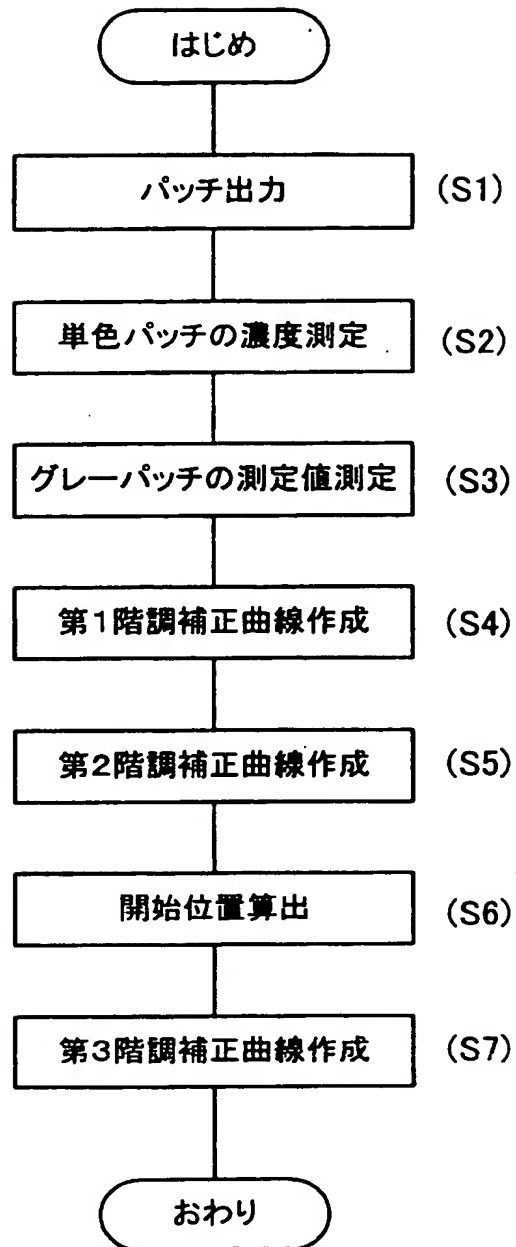 はじめ
パッチ出力 (S1)
単色パッチの濃度測定 (S2)
グレーパッチの測定値測定 (S3)
第1階調補正曲線作成 (S4)
第2階調補正曲線作成 (S5)
開始位置算出 (S6)
第3階調補正曲線作成 (S7)
おわり